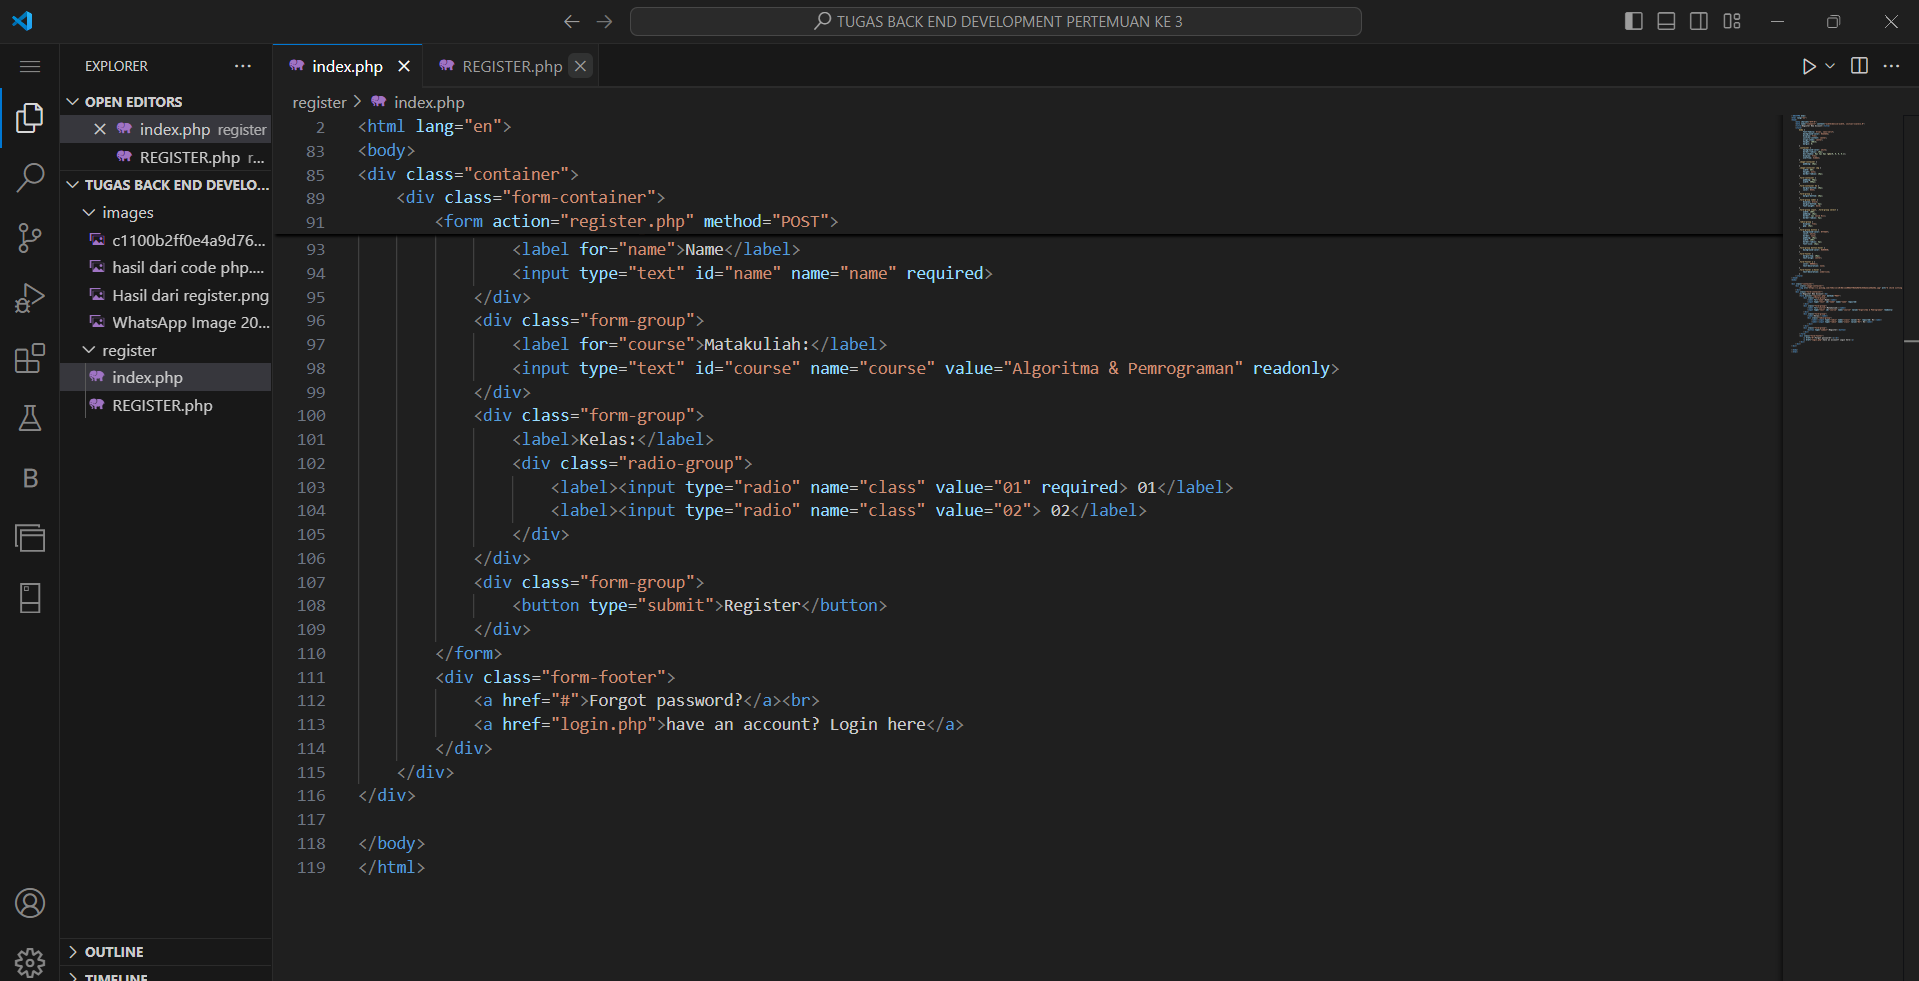 TUGAS BACK END DEVELOPMENT PERTEMUAN KE 3
EXPLORER
OPEN EDITORS
index.php register
REGISTER.php r...
TUGAS BACK END DEVELO...
images
c1100b2ff0e4a9d76...
hasil dari code php....
Hasil dari register.png
WhatsApp Image 20...
register
index.php
REGISTER.php
OUTLINE
TIMELINE
index.php
REGISTER.php
register > index.php
2 <html lang="en">
83 <body>
85 <div class="container">
89 <div class="form-container">
91 <form action="register.php" method="POST">
93 <label for="name">Name</label>
94 <input type="text" id="name" name="name" required>
95 </div>
96 <div class="form-group">
97 <label for="course">Matakuliah:</label>
98 <input type="text" id="course" name="course" value="Algoritma & Pemrograman" readonly>
99 </div>
100 <div class="form-group">
101 <label>Kelas:</label>
102 <div class="radio-group">
103 <label><input type="radio" name="class" value="01" required> 01</label>
104 <label><input type="radio" name="class" value="02"> 02</label>
105 </div>
106 </div>
107 <div class="form-group">
108 <button type="submit">Register</button>
109 </div>
110 </form>
111 <div class="form-footer">
112 <a href="#">Forgot password?</a><br>
113 <a href="login.php">have an account? Login here</a>
114 </div>
115 </div>
116 </div>
117
118 </body>
119 </html>